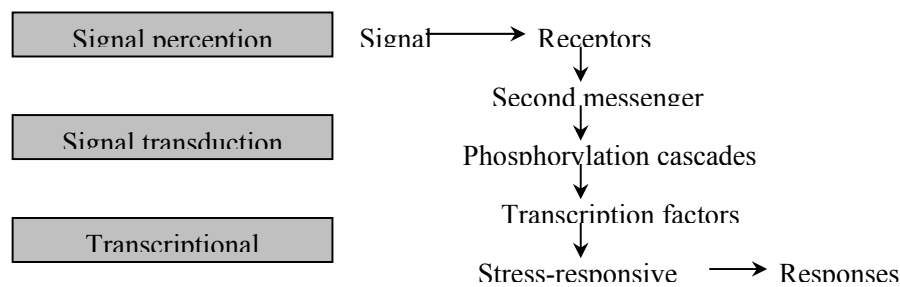 Signal perception
Signal
Receptors
Second messenger
Signal transduction
Phosphorylation cascades
Transcription factors
Transcriptional
Stress-responsive
Responses